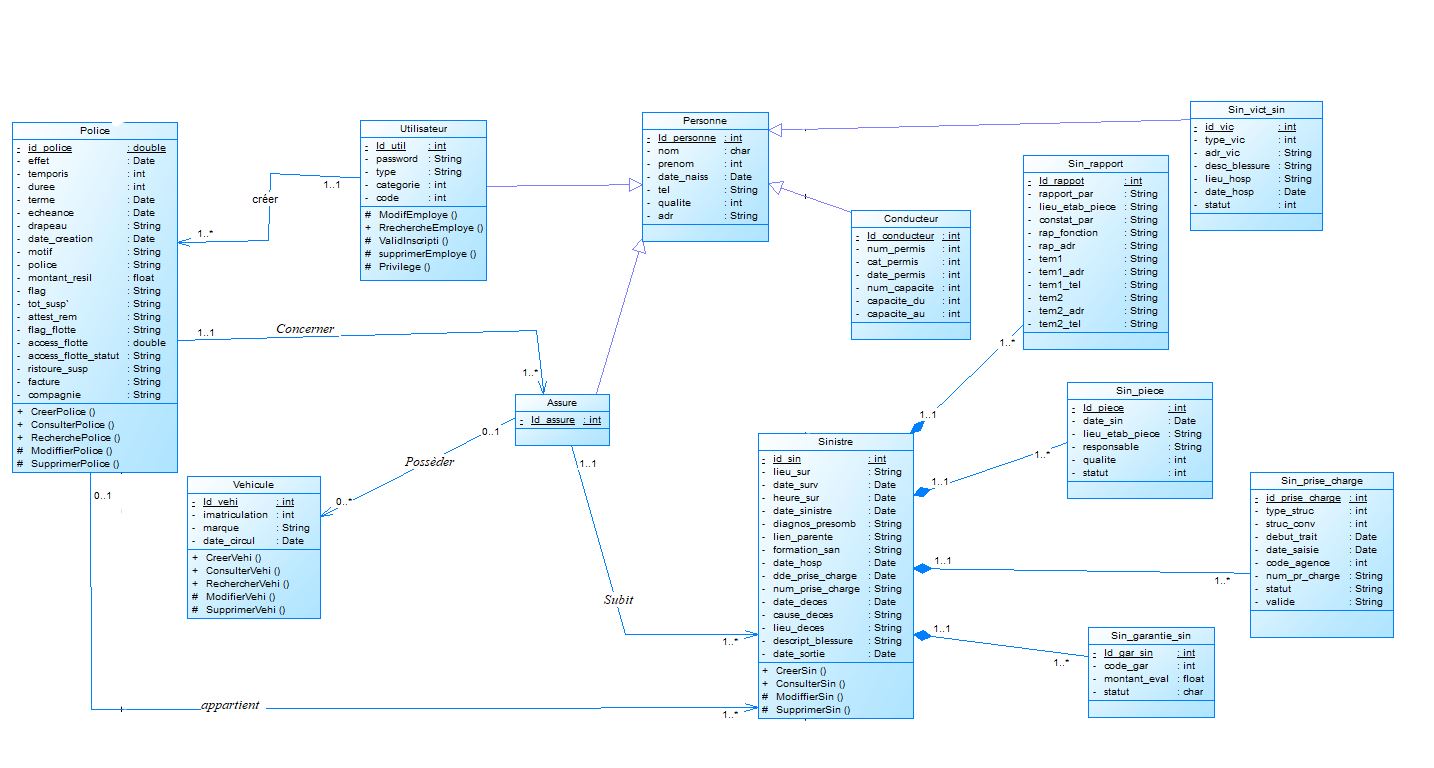 Police
- id_police : double
- effet : Date
- temporis : int
- duree : int
- terme : Date
- echeance : Date
- drapeau : String
- date_creation : Date
- motif : String
- police : String
- montant_resil : float
- flag : String
- tot_susp' : String
- attest_rem : String
- flag_flotte : String
- access_flotte : double
- access_flotte_statut : String
- ristoure_susp : String
- facture : String
- compagnie : String
+ CreerPolice ()
+ ConsulterPolice ()
+ RecherchePolice ()
# ModiffierPolice ()
# SupprimerPolice ()
1..*
créer
1..1
Utilisateur
- Id_util : int
- password : String
- type : String
- categorie : int
- code : int
# ModifEmploye ()
+ RrechercheEmploye ()
# ValidInscripti ()
# supprimerEmploye ()
# Privilege ()
Personne
- Id_personne : int
- nom : char
- prenom : int
- date_naiss : Date
- tel : String
- qualite : int
- adr : String
Sin_vict_sin
- id_vic : int
- type_vic : int
- adr_vic : String
- desc_blessure : String
- lieu_hosp : String
- date_hosp : Date
- statut : int
Sin_rapport
- Id_rappot : int
- rapport_par : String
- lieu_etab_piece : String
- constat_par : String
- rap_fonction : String
- rap_adr : String
- tem1 : String
- tem1_adr : String
- tem1_tel : String
- tem2 : String
- tem2_adr : String
- tem2_tel : String
Conducteur
- Id_conducteur : int
- num_permis : int
- cat_permis : int
- date_permis : int
- num_capacite : int
- capacite_du : int
- capacite_au : int
1..1
Concerner
1..*
Assure
- Id_assure : int
0..1
Possèder
0..*
Vehicule
- Id_vehi : int
- imatriculation : int
- marque : String
- date_circul : Date
+ CreerVehi ()
+ ConsulterVehi ()
+ RechercherVehi ()
# ModifierVehi ()
# SupprimerVehi ()
1..1
Subit
1..*
0..1
appartient
1..*
Sinistre
- id_sin : int
- lieu_sur : String
- date_surv : Date
- heure_sur : Date
- date_sinistre : Date
- diagnos_presomb : String
- lien_parente : String
- formation_san : String
- date_hosp : Date
- dde_prise_charge : Date
- num_prise_charge : String
- date_deces : Date
- cause_deces : String
- lieu_deces : String
- descript_blessure : String
- date_sortie : Date
+ CreerSin ()
+ ConsulterSin ()
# ModiffierSin ()
# SupprimerSin ()
1..1
1..*
1..1
1..*
1..1
1..*
1..1
1..*
Sin_piece
- Id_piece : int
- date_sin : Date
- lieu_etab_piece : String
- responsable : String
- qualite : int
- statut : int
Sin_prise_charge
- id_prise_charge : int
- type_struc : int
- struc_conv : int
- debut_trait : Date
- date_saisie : Date
- code_agence : int
- num_pr_charge : String
- statut : String
- valide : String
Sin_garantie_sin
- Id_gar_sin : int
- code_gar : int
- montant_eval : float
- statut : char